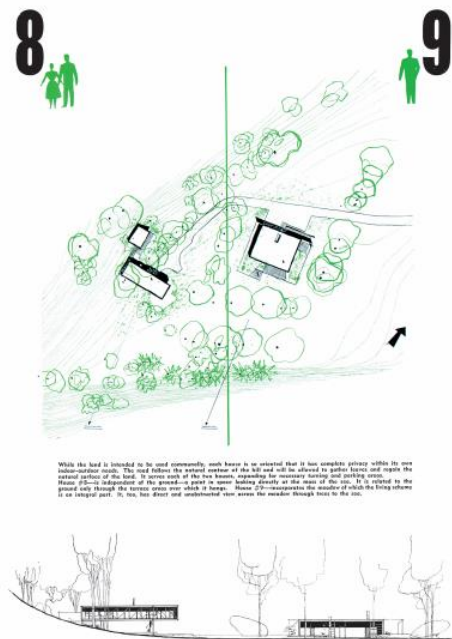 8
9
While the land is intended to be used communally, each house is so oriented that it has complete privacy within its own
indoor-outdoor needs. The road follows the natural contour of the hill and will be allowed to gather leaves and regain the
natural surface of the land. It serves each of the two houses, expanding for necessary turning and parking areas.
House #8—is independent of the ground—a point in space looking directly at the mass of the sea. It is related to the
ground only through the terrace areas over which it hangs. House #9—incorporates the meadow of which the living scheme
is an integral part. It, too, has direct and unobstructed view across the meadow through trees to the sea.